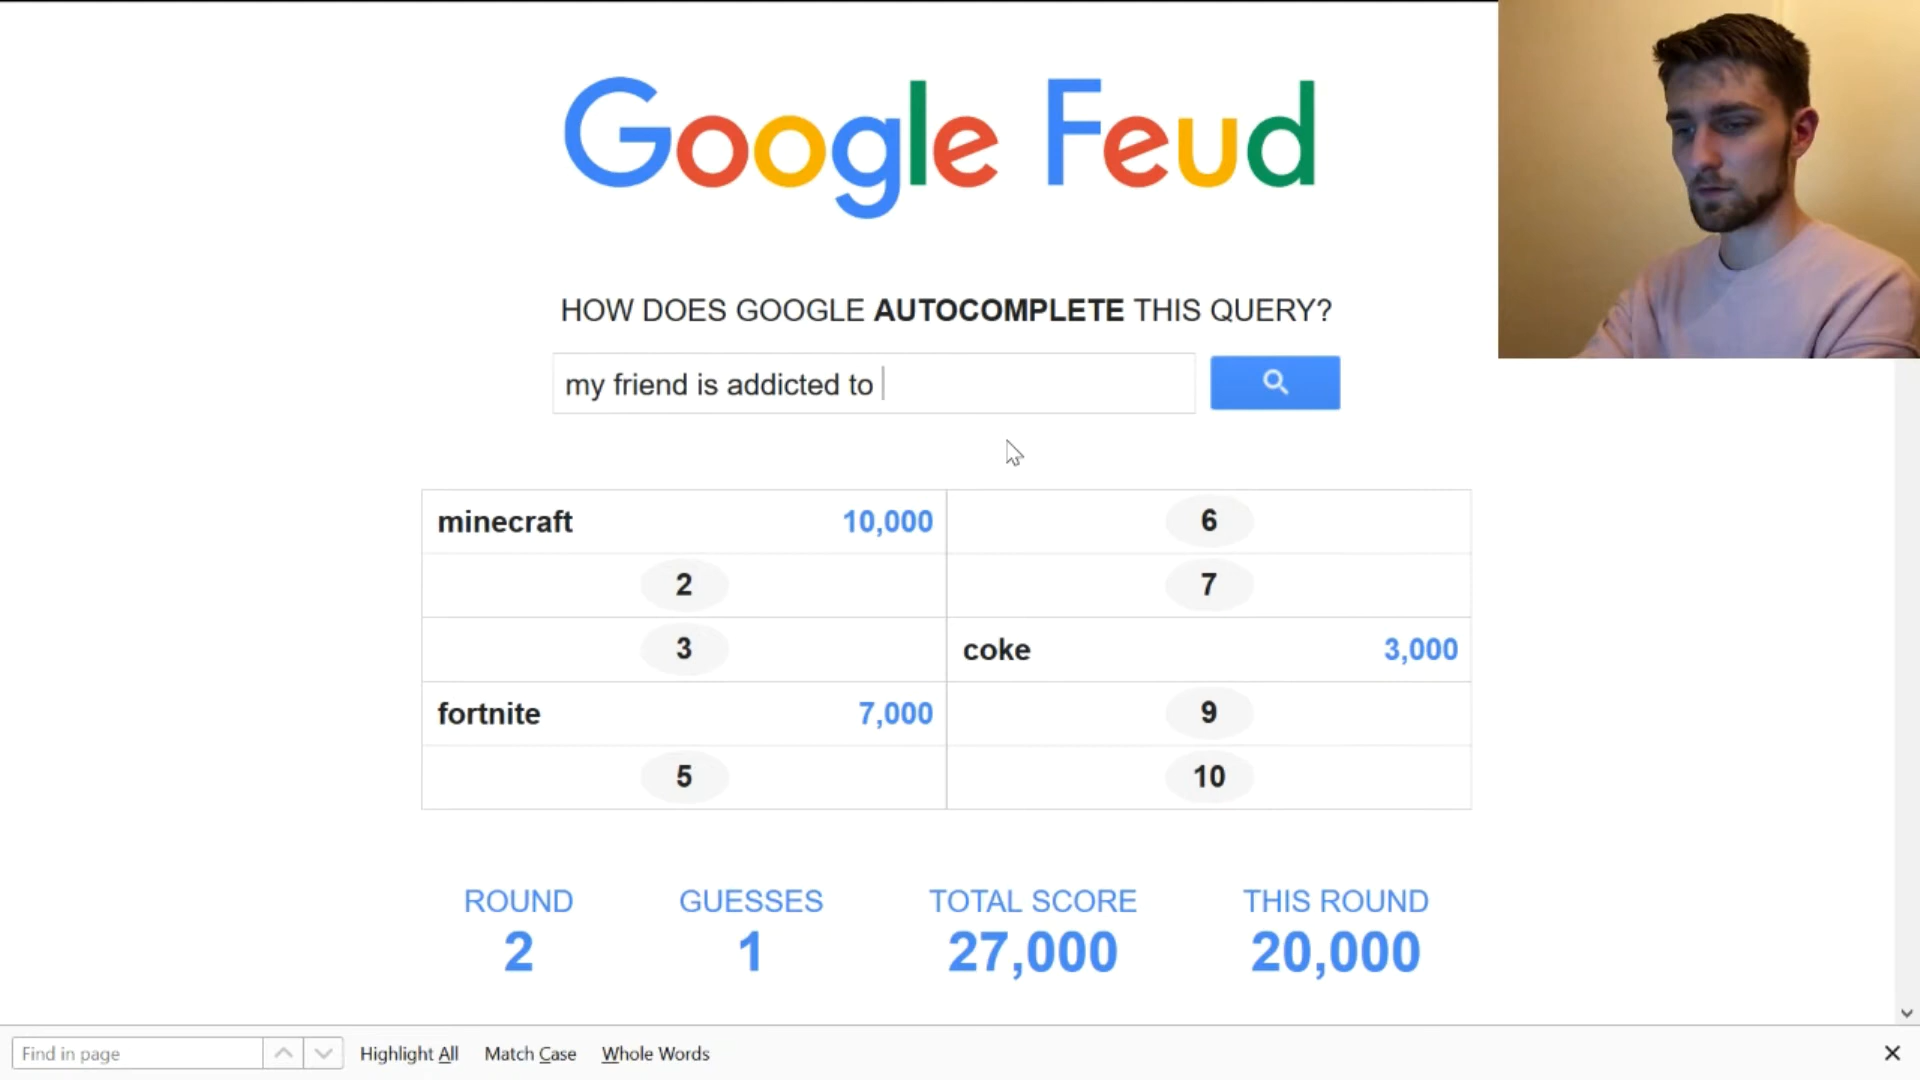 Google Feud
HOW DOES GOOGLE AUTOCOMPLETE THIS QUERY?
my friend is addicted to
minecraft 10,000 6
2 7
3 coke 3,000
fortnite 7,000 9
5 10
ROUND GUESSES TOTAL SCORE THIS ROUND
2 1 27,000 20,000
Find in page Highlight All Match Case Whole Words